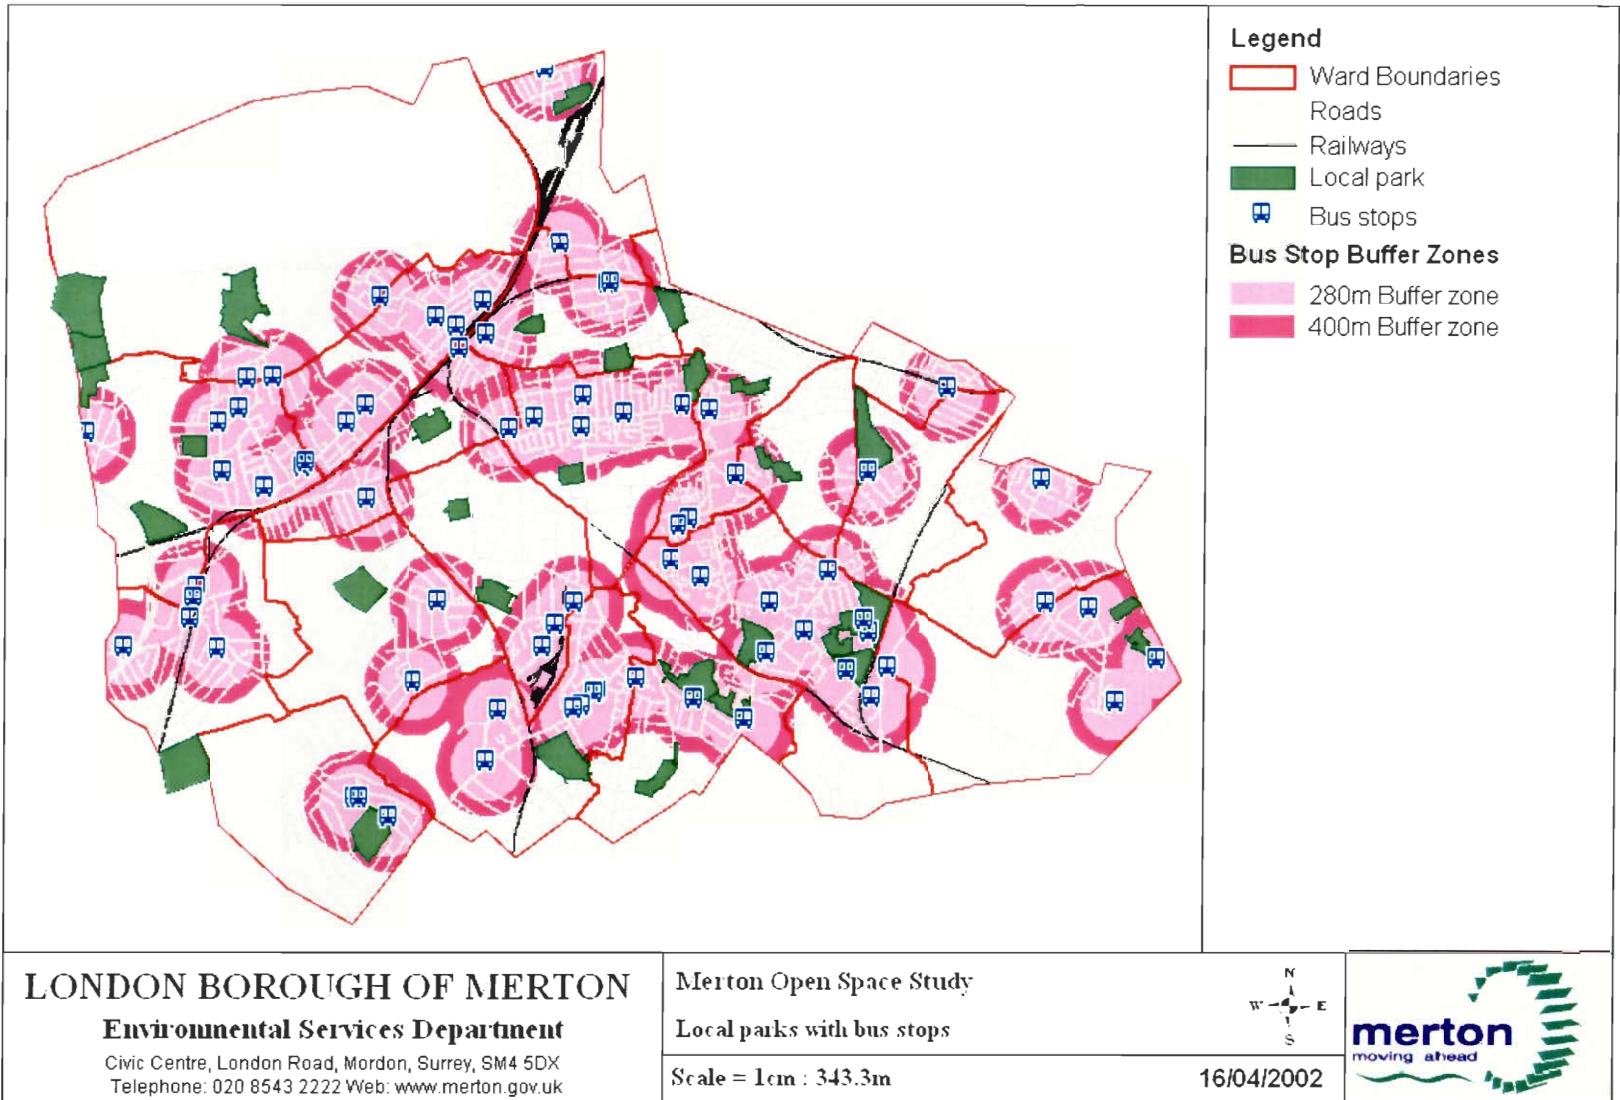 Legend
Ward Boundaries
Roads
Railways
Local park
Bus stops
Bus Stop Buffer Zones
280m Buffer zone
400m Buffer zone
LONDON BOROUGH OF MERTON
Environmental Services Department
Civic Centre, London Road, Mordon, Surrey, SM4 5DX
Telephone: 020 8543 2222 Web: www.merton.gov.uk
Merton Open Space Study
Local parks with bus stops
Scale = 1cm : 343.3m
16/04/2002
N
W E
S
merton
moving ahead